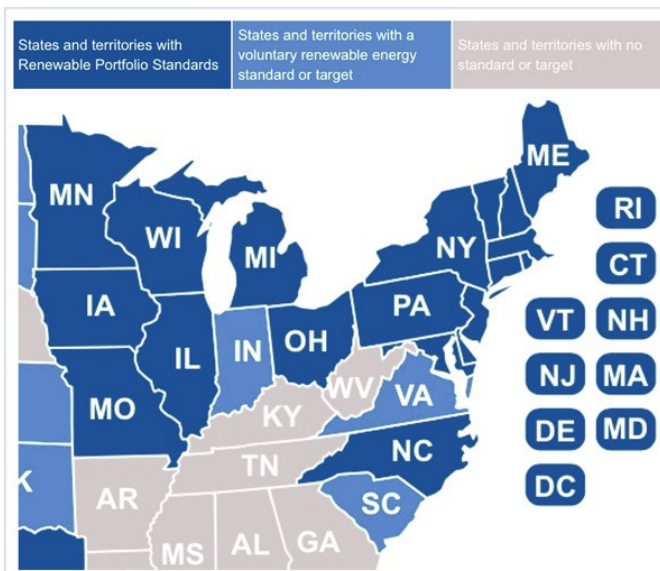 States and territories with
Renewable Portfolio Standards
States and territories with a
voluntary renewable energy
standard or target
States and territories with no
standard or target
ME
MN
RI
WI
MI
NY
CT
IA
PA
VT
NH
IL
IN
OH
WV
NJ
MA
VA
MO
KY
DE
MD
NC
TN
K
AR
SC
DC
MS
AL
GA